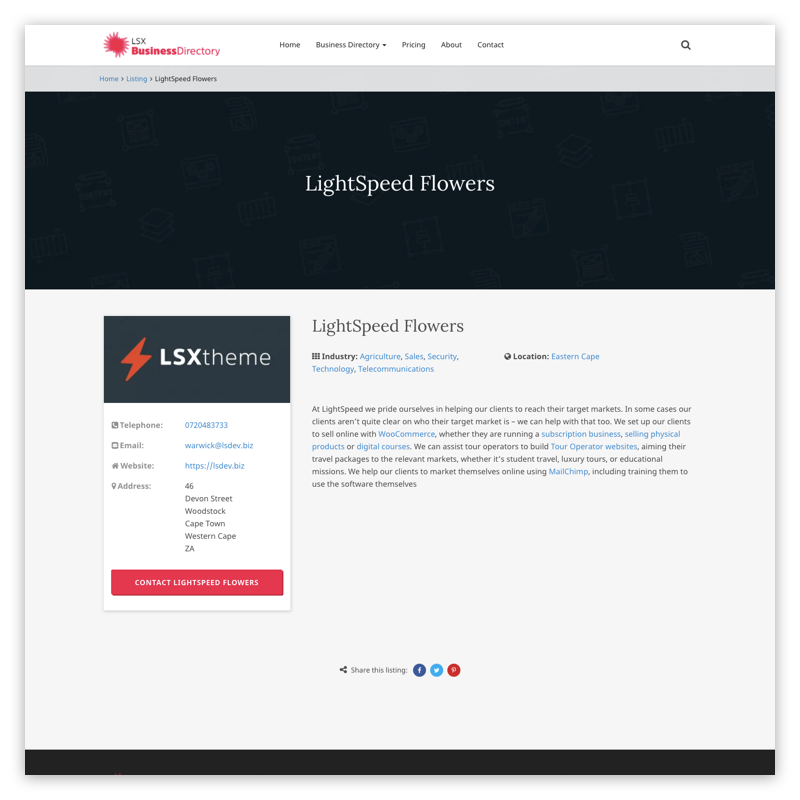 LSX
BusinessDirectory
Home Business Directory Pricing About Contact
Home › Listing › LightSpeed Flowers
LightSpeed Flowers
LSXtheme
Telephone: 0720483733
Email: warwick@lsdev.biz
Website: https://lsdev.biz
Address: 46
Devon Street
Woodstock
Cape Town
Western Cape
ZA
CONTACT LIGHTSPEED FLOWERS
LightSpeed Flowers
Industry: Agriculture, Sales, Security,
Technology, Telecommunications
Location: Eastern Cape
At LightSpeed we pride ourselves in helping our clients to reach their target markets. In some cases our
clients aren't quite clear on who their target market is – we can help with that too. We set up our clients
to sell online with WooCommerce, whether they are running a subscription business, selling physical
products or digital courses. We can assist tour operators to build Tour Operator websites, aiming their
travel packages to the relevant markets, whether it's student travel, luxury tours, or educational
missions. We help our clients to market themselves online using MailChimp, including training them to
use the software themselves
Share this listing: